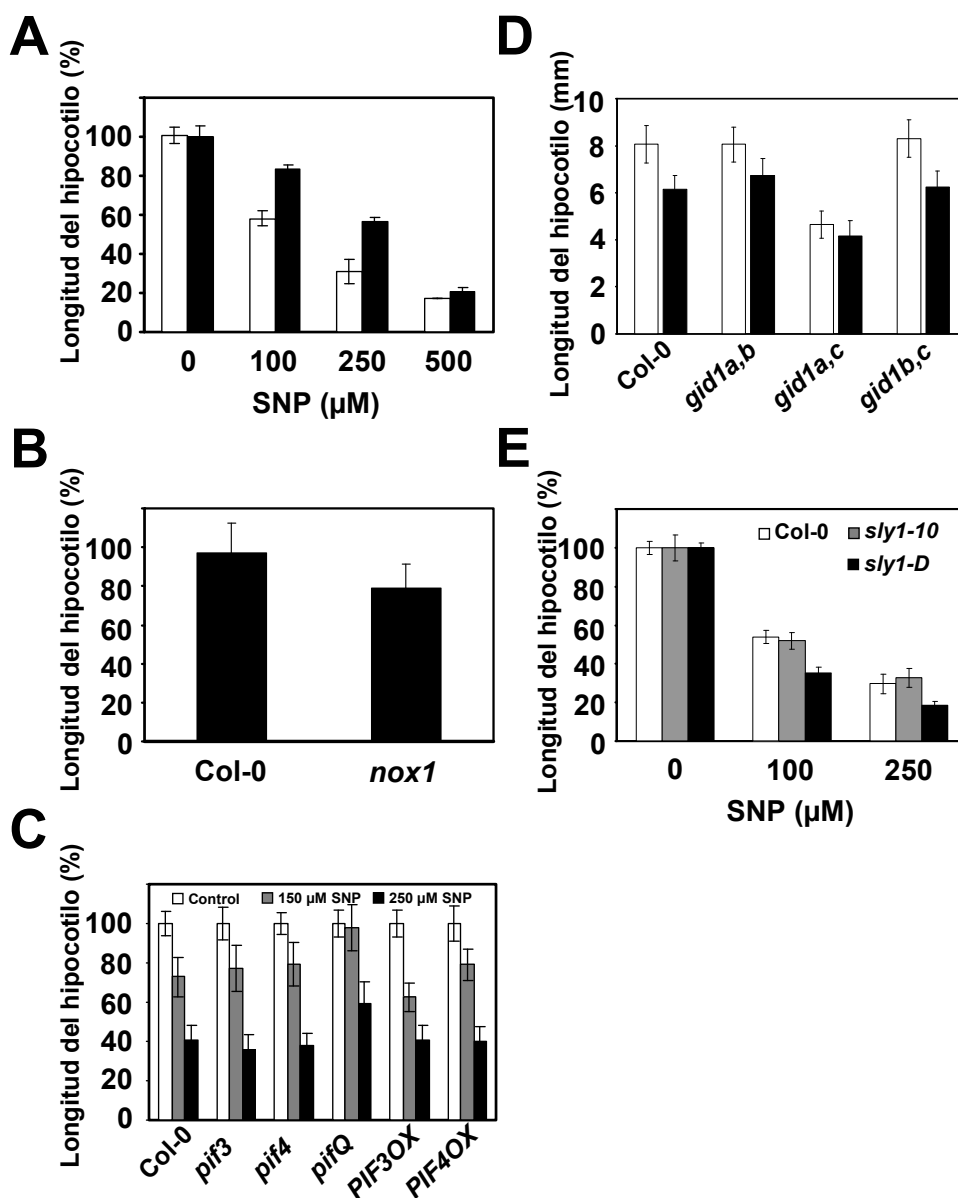 A
Longitud del hipocotilo (%)
100
80
60
40
20
0
0 100 250 500
SNP (µM)
B
Longitud del hipocotilo (%)
100
80
60
40
20
0
Col-0 nox1
C
Longitud del hipocotilo (%)
Control 150 µM SNP 250 µM SNP
100
80
60
40
20
0
Col-0 pif3 pif4 pifQ PIF3OX PIF4OX
D
Longitud del hipocotilo (mm)
10
8
6
4
2
0
Col-0 gid1a,b gid1a,c gid1b,c
E
Longitud del hipocotilo (%)
Col-0 sly1-10
sly1-D
100
80
60
40
20
0
0 100 250
SNP (µM)